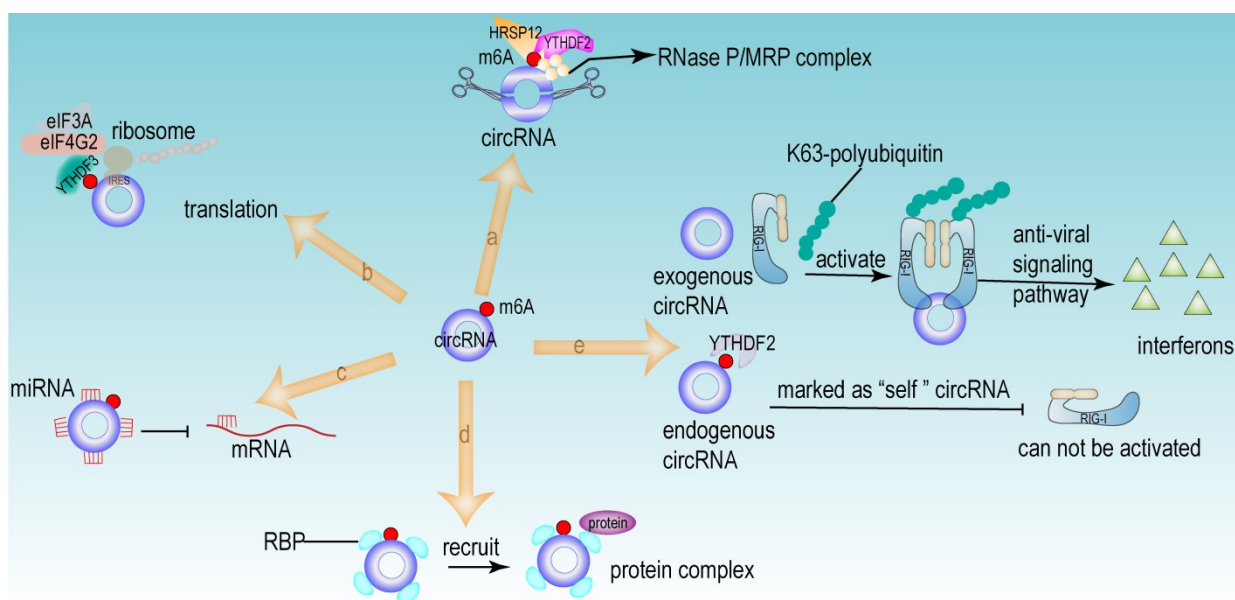 HRSP12
YTHDF2
m6A
RNase P/MRP complex
circRNA
a
eIF3A
eIF4G2
ribosome
YTHDF3
IRES
translation
b
K63-polyubiquitin
RIG-I
exogenous
circRNA
activate
RIG-I
RIG-I
anti-viral
signaling
pathway
interferons
m6A
circRNA
e
YTHDF2
endogenous
circRNA
marked as “self ” circRNA
RIG-I
can not be activated
c
miRNA
mRNA
d
RBP
recruit
protein
protein complex